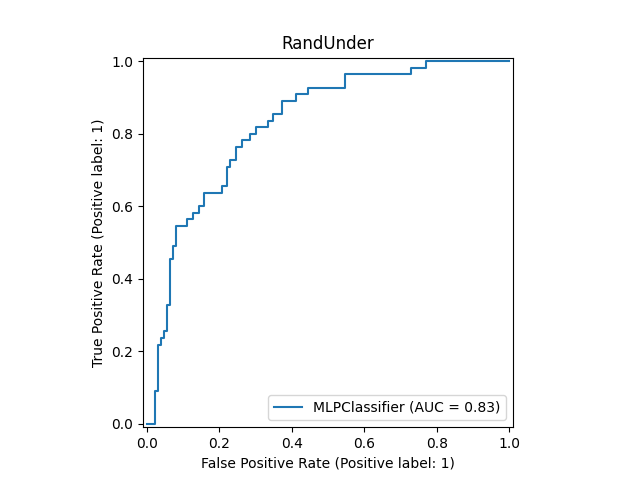 RandUnder
True Positive Rate (Positive label: 1)
1.0
0.8
0.6
0.4
0.2
0.0
MLPClassifier (AUC = 0.83)
0.0 0.2 0.4 0.6 0.8 1.0
False Positive Rate (Positive label: 1)